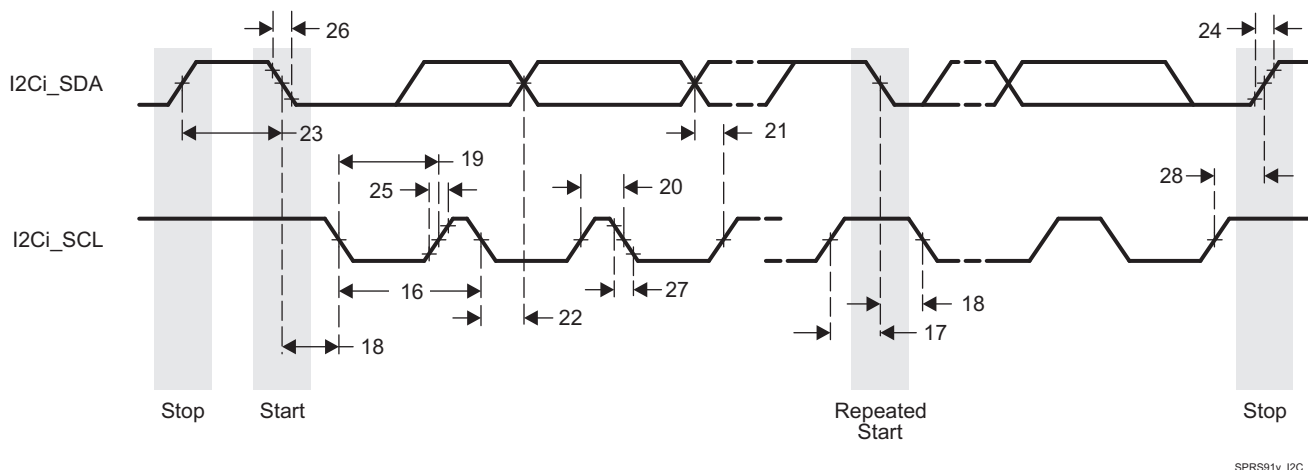 26
24
I2Ci_SDA
23
21
19
25
20
28
I2Ci_SCL
16
27
18
22
17
18
Stop
Start
Repeated
Start
Stop
SPRS91v_I2C